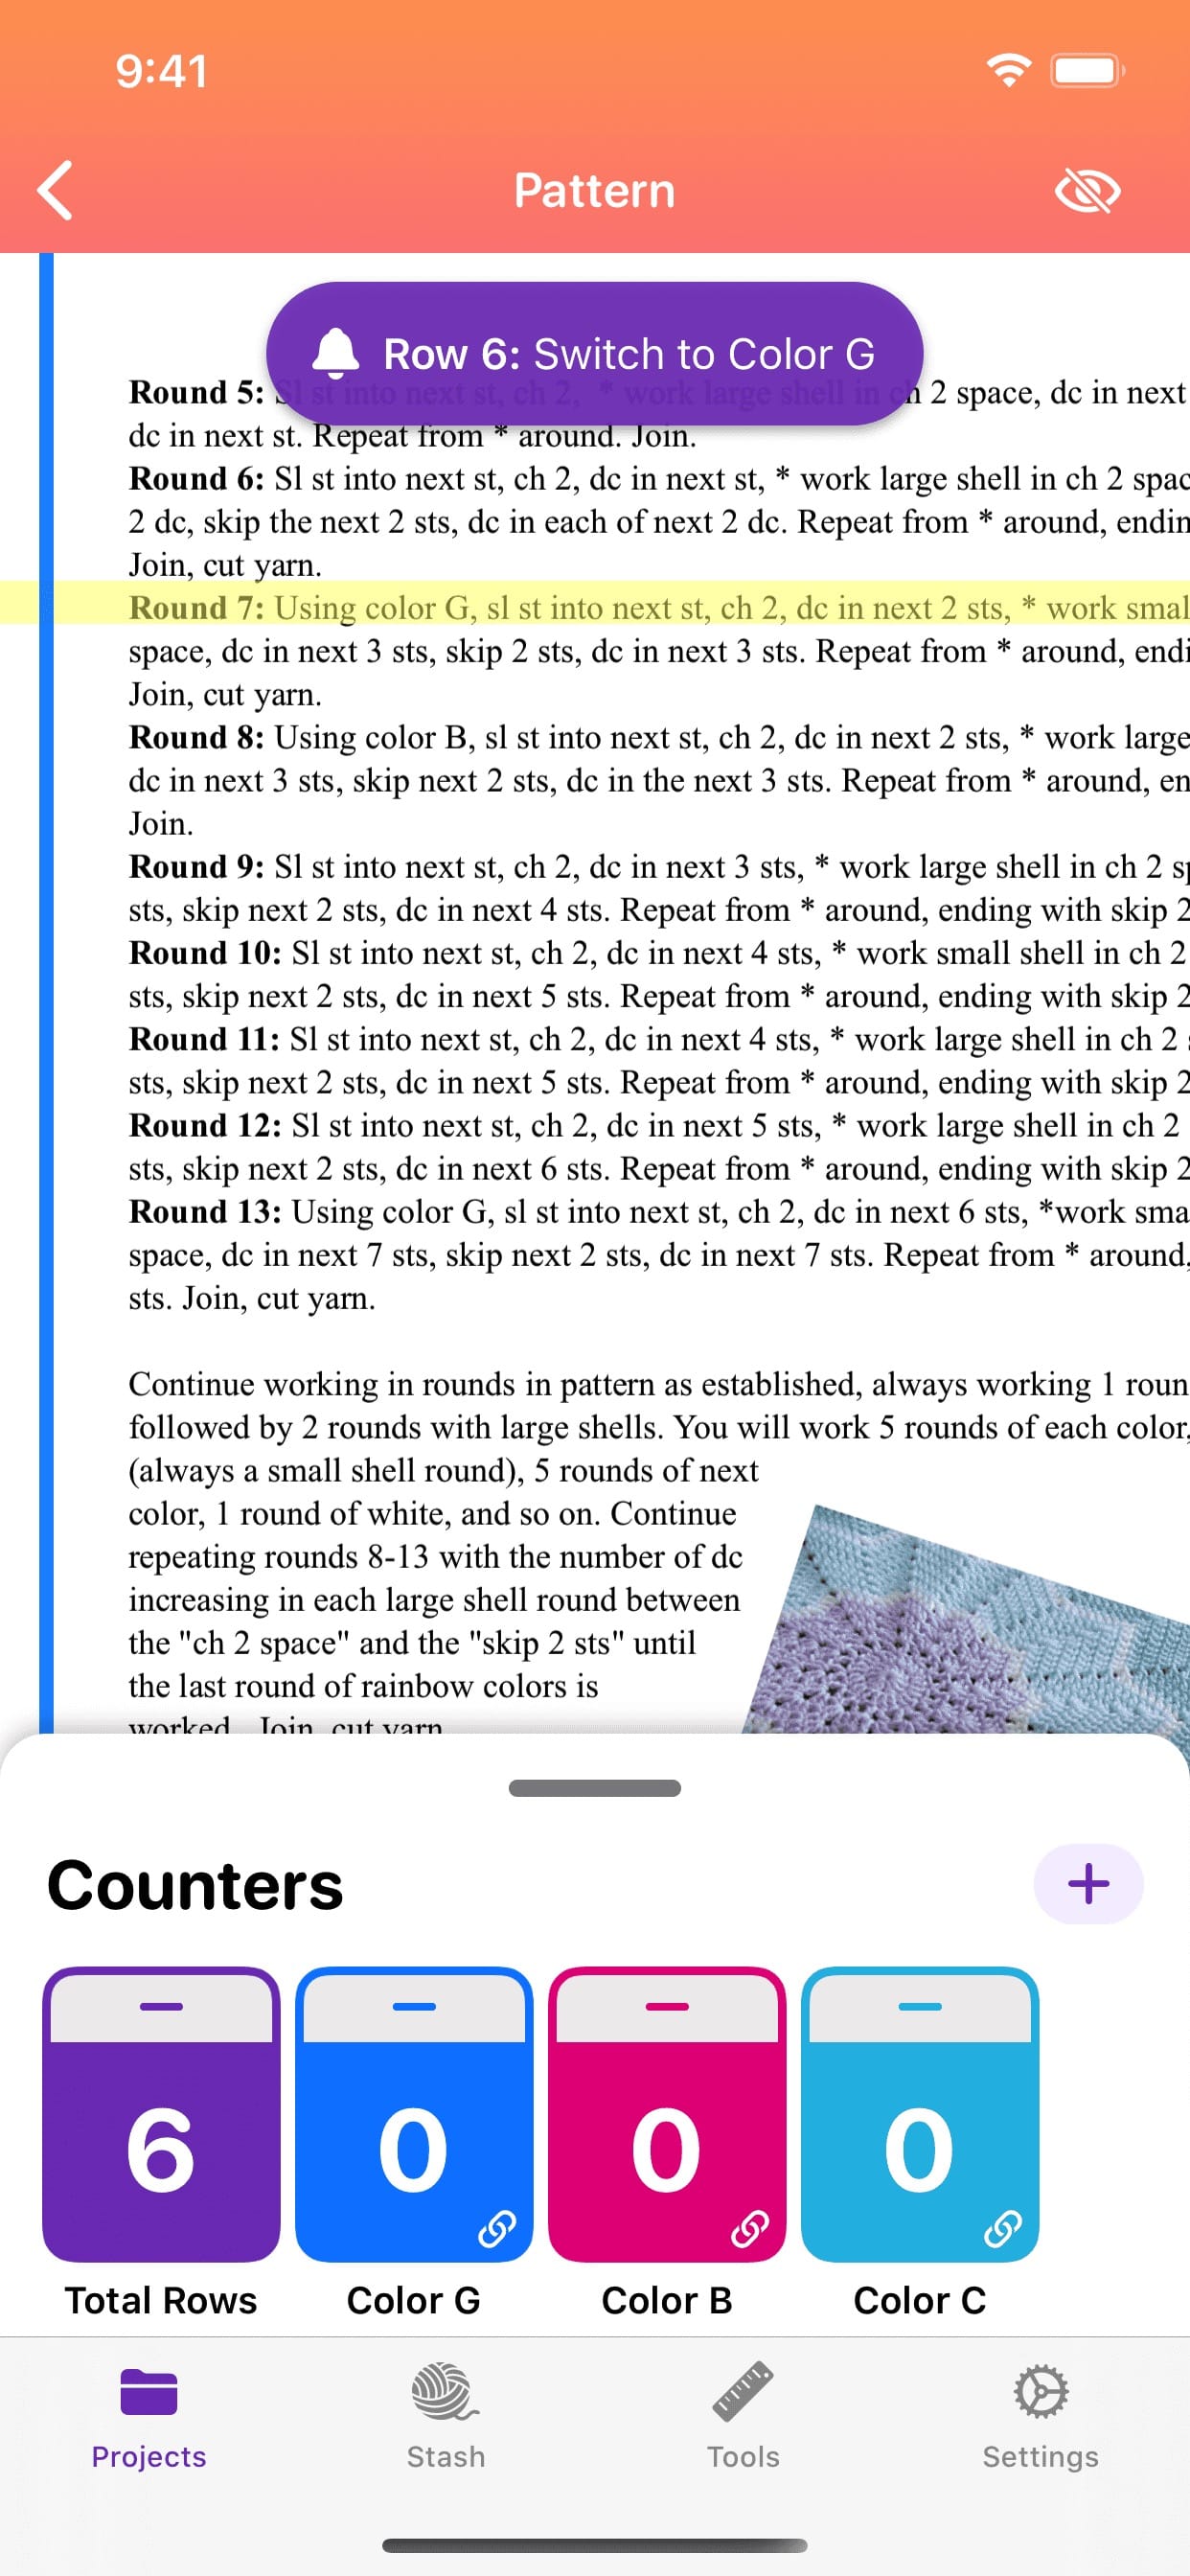 9:41
Pattern
Row 6: Switch to Color G
Round 5: Sl st into next st, ch 2, * work large shell in ch 2 space, dc in next
dc in next st. Repeat from * around. Join.
Round 6: Sl st into next st, ch 2, dc in next st, * work large shell in ch 2 spac
2 dc, skip the next 2 sts, dc in each of next 2 dc. Repeat from * around, endin
Join, cut yarn.
Round 7: Using color G, sl st into next st, ch 2, dc in next 2 sts, * work smal
space, dc in next 3 sts, skip 2 sts, dc in next 3 sts. Repeat from * around, endi
Join, cut yarn.
Round 8: Using color B, sl st into next st, ch 2, dc in next 2 sts, * work large
dc in next 3 sts, skip next 2 sts, dc in the next 3 sts. Repeat from * around, en
Join.
Round 9: Sl st into next st, ch 2, dc in next 3 sts, * work large shell in ch 2 sp
sts, skip next 2 sts, dc in next 4 sts. Repeat from * around, ending with skip 2
Round 10: Sl st into next st, ch 2, dc in next 4 sts, * work small shell in ch 2
sts, skip next 2 sts, dc in next 5 sts. Repeat from * around, ending with skip 2
Round 11: Sl st into next st, ch 2, dc in next 4 sts, * work large shell in ch 2
sts, skip next 2 sts, dc in next 5 sts. Repeat from * around, ending with skip 2
Round 12: Sl st into next st, ch 2, dc in next 5 sts, * work large shell in ch 2
sts, skip next 2 sts, dc in next 6 sts. Repeat from * around, ending with skip 2
Round 13: Using color G, sl st into next st, ch 2, dc in next 6 sts, *work sma
space, dc in next 7 sts, skip next 2 sts, dc in next 7 sts. Repeat from * around,
sts. Join, cut yarn.
Continue working in rounds in pattern as established, always working 1 roun
followed by 2 rounds with large shells. You will work 5 rounds of each color,
(always a small shell round), 5 rounds of next
color, 1 round of white, and so on. Continue
repeating rounds 8-13 with the number of dc
increasing in each large shell round between
the "ch 2 space" and the "skip 2 sts" until
the last round of rainbow colors is
worked. Join, cut yarn.
Counters
+
6
0
0
0
Total Rows
Color G
Color B
Color C
Projects
Stash
Tools
Settings